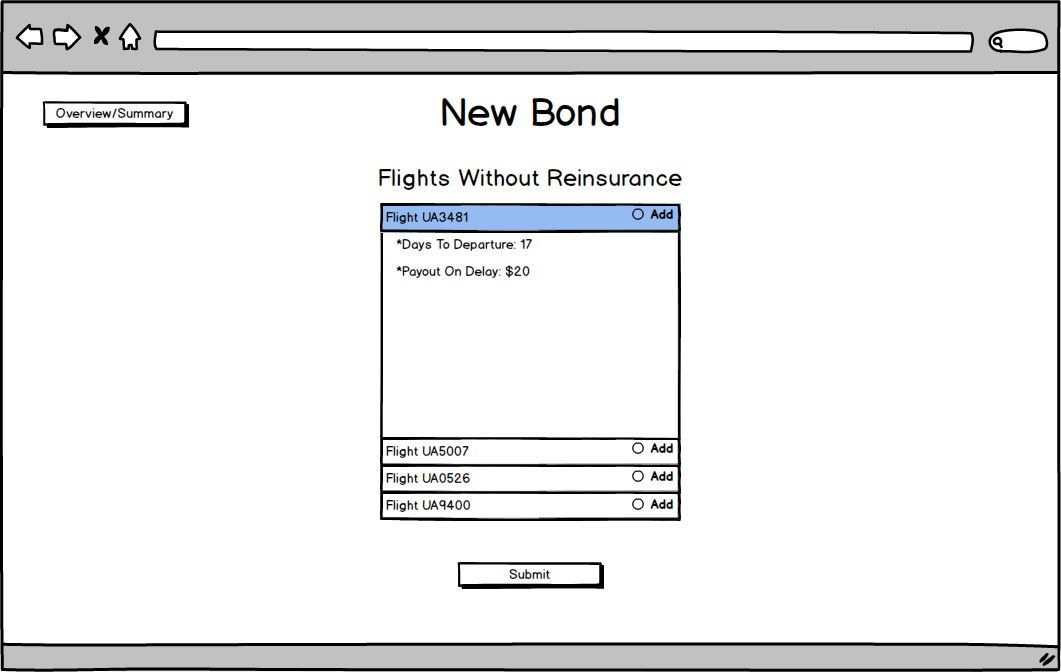 Overview/Summary
New Bond
Flights Without Reinsurance
Flight UA3481 Add
*Days To Departure: 17
*Payout On Delay: $20
Flight UA5007 Add
Flight UA0526 Add
Flight UA9400 Add
Submit